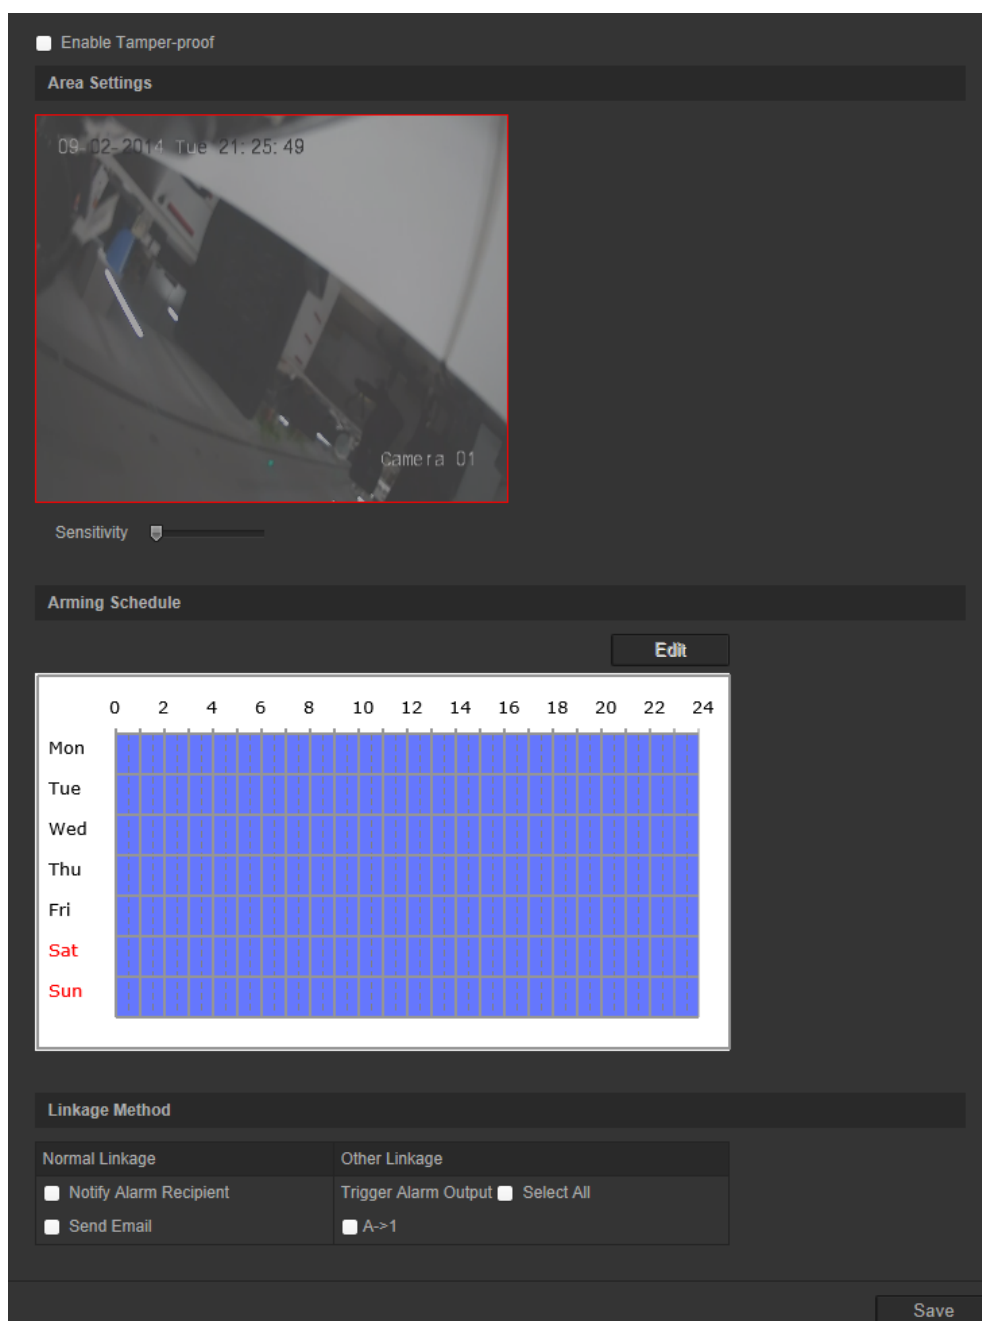 Enable Tamper-proof
Area Settings
09-02-2014 Tue 21:25:49
Camera 01
Sensitivity
Arming Schedule
Edit
0 2 4 6 8 10 12 14 16 18 20 22 24
Mon
Tue
Wed
Thu
Fri
Sat
Sun
Linkage Method
Normal Linkage Other Linkage
Notify Alarm Recipient Trigger Alarm Output Select All
Send Email A->1
Save